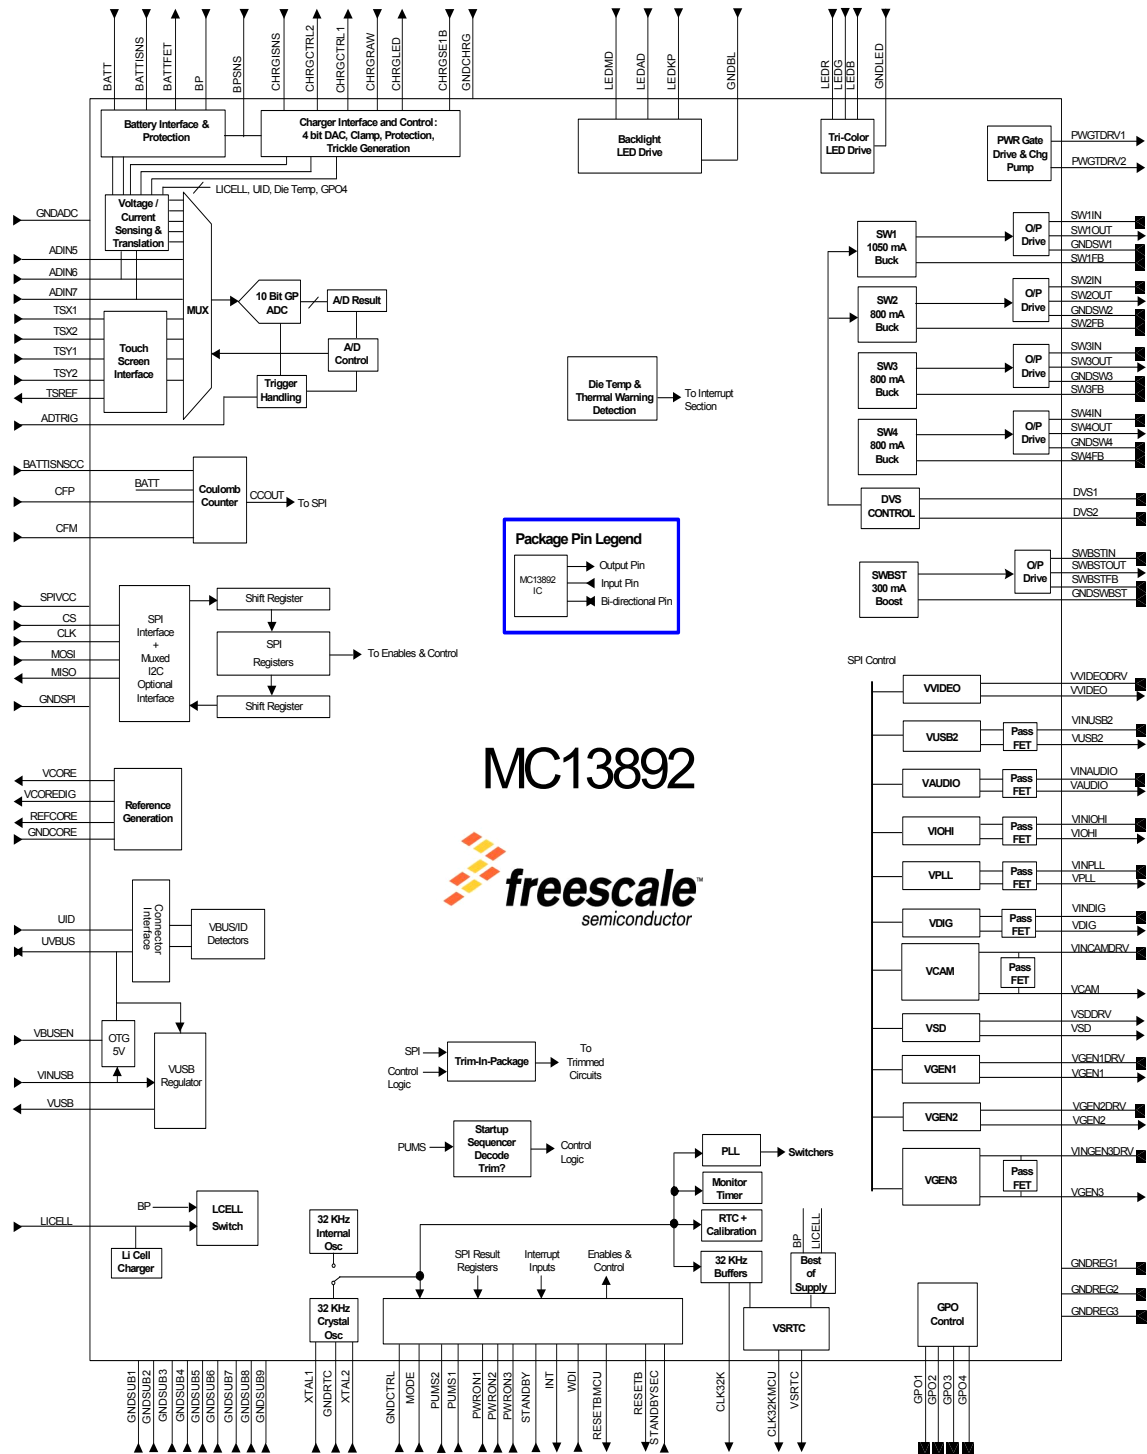 BATT
BATTISNS
BATTFET
BP
BPSNS
CHRGISNS
CHRGCTRL2
CHRGCTRL1
CHRGRAW
CHRGLED
CHRGSE1B
GNDCHRG
LEDMD
LEDAD
LEDKP
GNDBL
LEDR
LEDG
LEDB
GNDLED
Battery Interface &
Protection
Charger Interface and Control:
4 bit DAC, Clamp, Protection,
Trickle Generation
Backlight
LED Drive
Tri-Color
LED Drive
PWR Gate
Drive & Chg
Pump
PWGTDRV1
PWGTDRV2
LICELL, UID, Die Temp, GPO4
Voltage /
Current
Sensing &
Translation
GNDADC
ADIN5
ADIN6
ADIN7
TSX1
TSX2
TSY1
TSY2
TSREF
ADTRIG
MUX
10 Bit GP
ADC
A/D Result
A/D
Control
Trigger
Handling
Touch
Screen
Interface
Die Temp &
Thermal Warning
Detection
To Interrupt
Section
SW1
1050 mA
Buck
O/P
Drive
SW1IN
SW1OUT
GNDSW1
SW1FB
SW2
800 mA
Buck
O/P
Drive
SW2IN
SW2OUT
GNDSW2
SW2FB
SW3
800 mA
Buck
O/P
Drive
SW3IN
SW3OUT
GNDSW3
SW3FB
SW4
800 mA
Buck
O/P
Drive
SW4IN
SW4OUT
GNDSW4
SW4FB
DVS
CONTROL
DVS1
DVS2
BATTISNSCC
CFP
CFM
BATT
Coulomb
Counter
CCOUT
To SPI
Package Pin Legend
MC13892
IC
Output Pin
Input Pin
Bi-directional Pin
SWBST
300 mA
Boost
O/P
Drive
SWBSTIN
SWBSTOUT
SWBSTFB
GNDSWBST
SPIVCC
CS
CLK
MOSI
MISO
GNDSPI
SPI
Interface
+
Muxed
I2C
Optional
Interface
Shift Register
SPI
Registers
Shift Register
To Enables & Control
SPI Control
VVIDEO
VVIDEODRV
VVIDEO
VUSB2
Pass
FET
VINUSB2
VUSB2
VAUDIO
Pass
FET
VINAUDIO
VAUDIO
VIOHI
Pass
FET
VINIOHI
VIOHI
VPLL
Pass
FET
VINPLL
VPLL
VDIG
Pass
FET
VINDIG
VDIG
VCAM
Pass
FET
VINCAMDRV
VCAM
VSD
VSDDRV
VSD
VGEN1
VGEN1DRV
VGEN1
VGEN2
VGEN2DRV
VGEN2
VGEN3
Pass
FET
VINGEN3DRV
VGEN3
MC13892
freescale™
semiconductor
VCORE
VCOREDIG
REFCORE
GNDCORE
Reference
Generation
UID
UVBUS
Connector
Interface
VBUS/ID
Detectors
VBUSEN
VINUSB
VUSB
OTG
5V
VUSB
Regulator
SPI
Control
Logic
Trim-In-Package
To
Trimmed
Circuits
PUMS
Startup
Sequencer
Decode
Trim?
Control
Logic
PLL
Switchers
Monitor
Timer
RTC +
Calibration
32 KHz
Buffers
BP
LICELL
Best
of
Supply
VSRTC
LICELL
BP
LCELL
Switch
Li Cell
Charger
32 KHz
Internal
Osc
32 KHz
Crystal
Osc
SPI Result
Registers
Interrupt
Inputs
Enables &
Control
GPO
Control
GNDREG1
GNDREG2
GNDREG3
GNDSUB1
GNDSUB2
GNDSUB3
GNDSUB4
GNDSUB5
GNDSUB6
GNDSUB7
GNDSUB8
GNDSUB9
XTAL1
GNDRTC
XTAL2
GNDCTRL
MODE
PUMS2
PUMS1
PWRON1
PWRON2
PWRON3
STANDBY
INT
WDI
RESETBMCU
RESETB
STANDBYSEC
CLK32K
CLK32KMCU
VSRTC
GPO1
GPO2
GPO3
GPO4